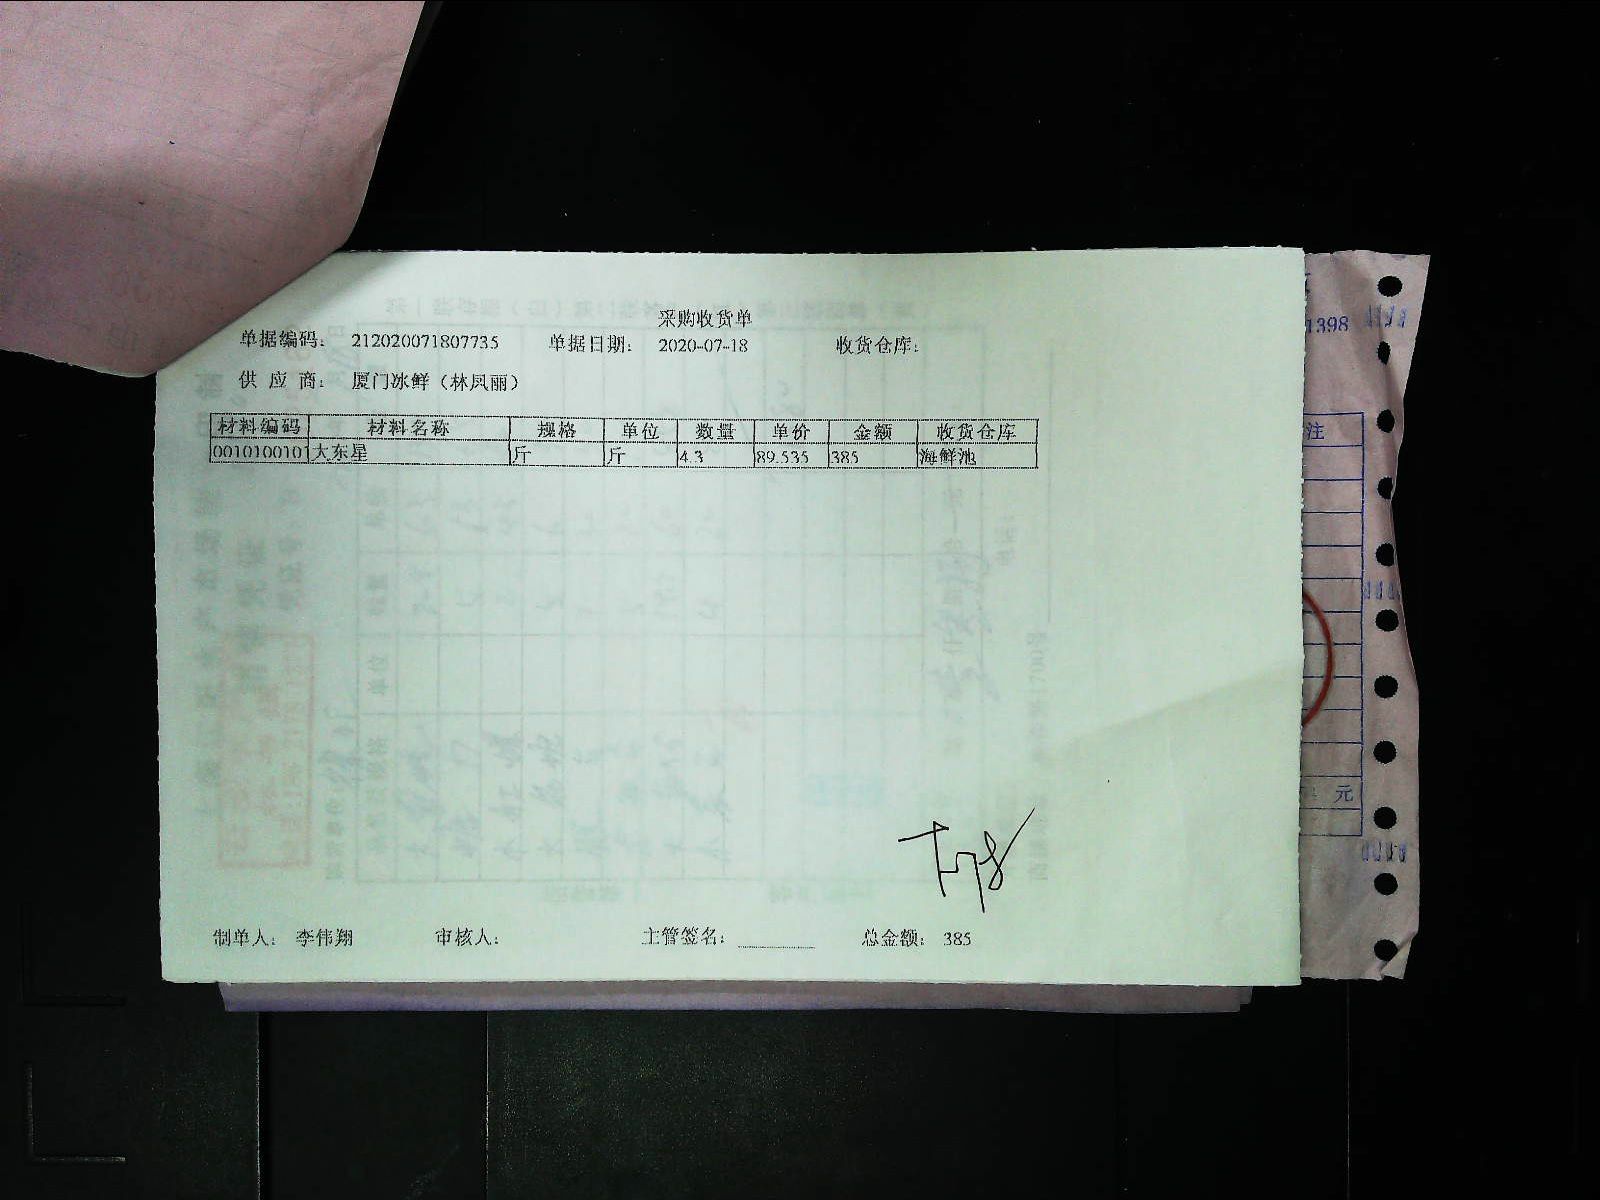 采购收货单
单据编码： 212020071807735 单据日期： 2020-07-18 收货仓库：
供 应 商： 厦门冰鲜（林凤丽）
材料编码 材料名称 规格 单位 数量 单价 金额 收货仓库
0010100101 大东星 斤 斤 4.3 89.535 385 海鲜池
制单人： 李伟翔 审核人： 主管签名： 总金额： 385
1398
注
元